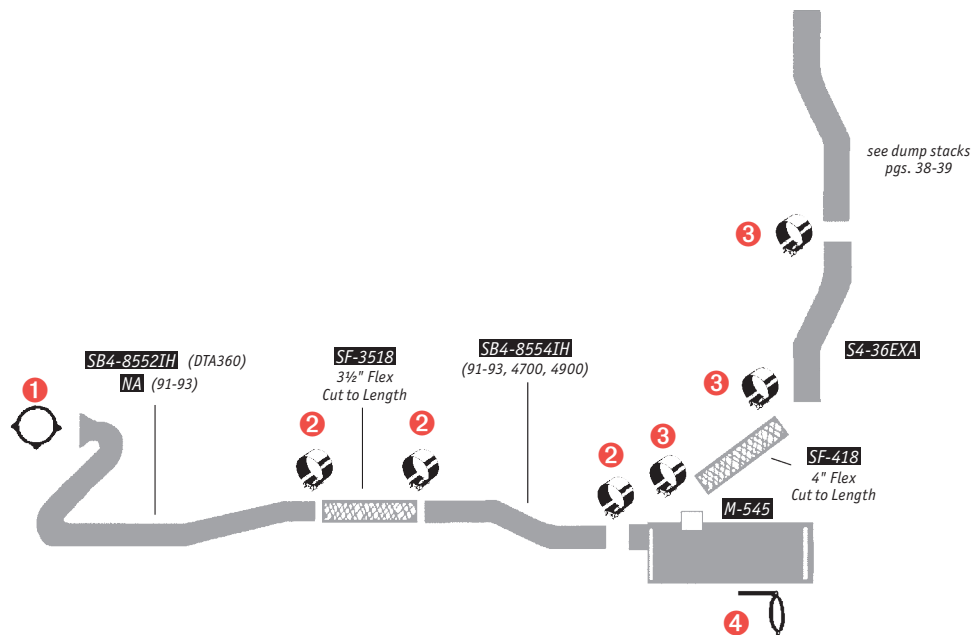 see dump stacks
pgs. 38-39
3
SB4-8552IH (DTA360)
NA (91-93)
SF-3518
3½" Flex
Cut to Length
SB4-8554IH
(91-93, 4700, 4900)
S4-36EXA
1
2
2
3
3
2
SF-418
4" Flex
Cut to Length
M-545
4